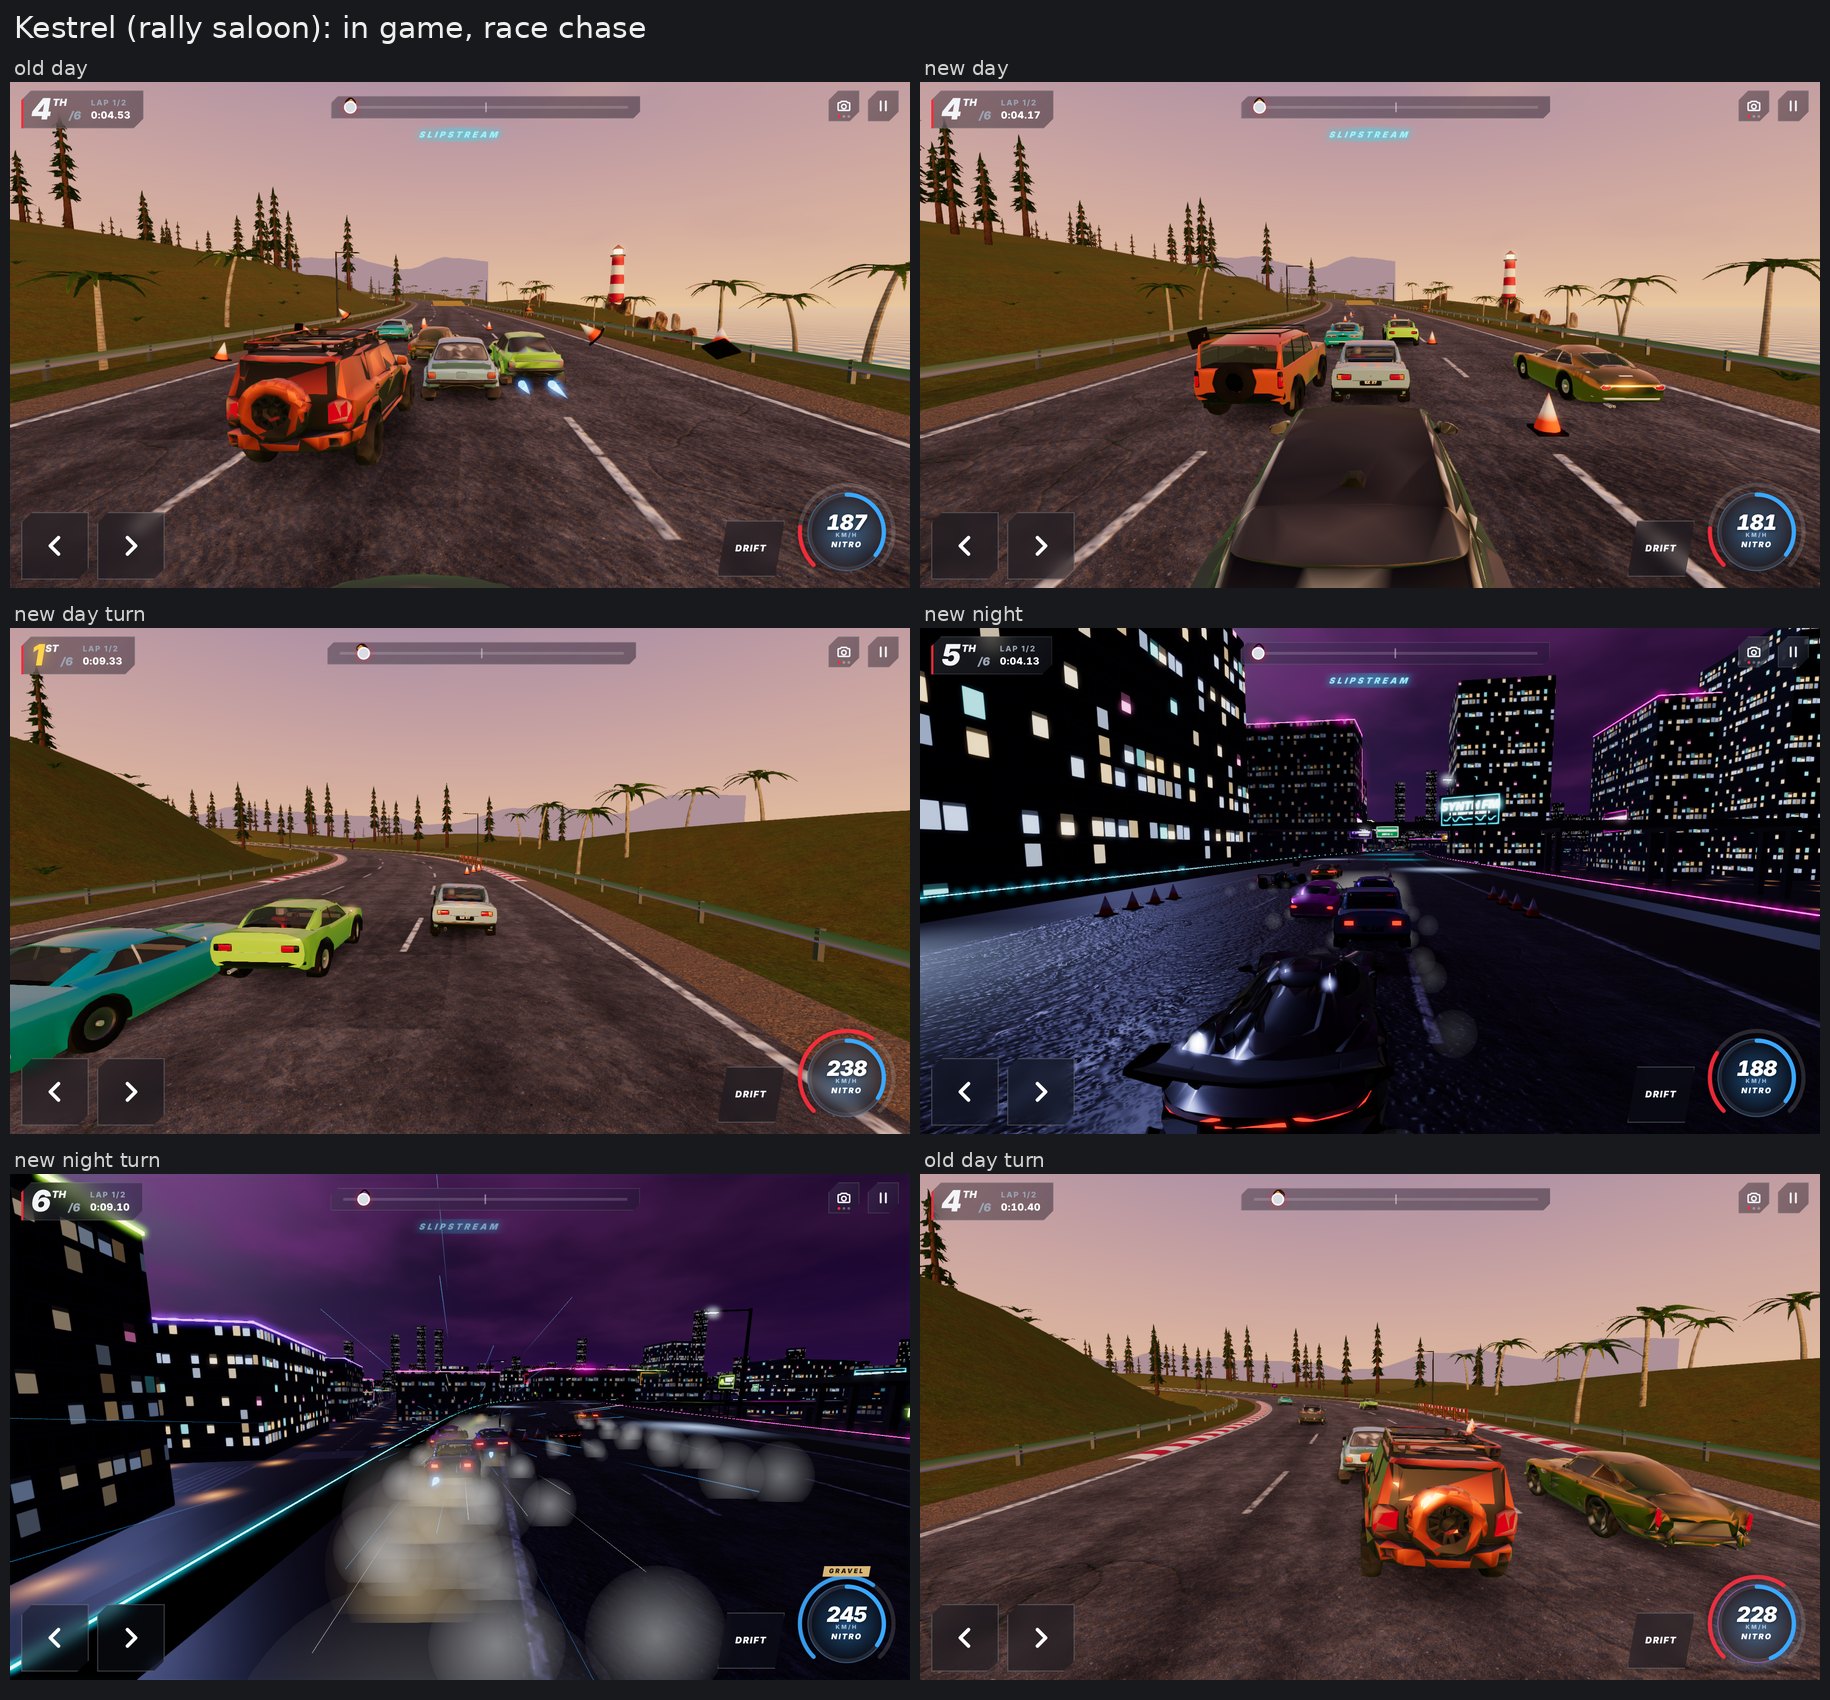 Kestrel (rally saloon): in game, race chase
old day
4TH /6 LAP 1/2 0:04.53
SLIPSTREAM
DRIFT
187 KM/H NITRO
new day
4TH /6 LAP 1/2 0:04.17
SLIPSTREAM
DRIFT
181 KM/H NITRO
new day turn
1ST /6 LAP 1/2 0:09.33
DRIFT
238 KM/H NITRO
new night
5TH /6 LAP 1/2 0:04.13
SLIPSTREAM
SYNTH FM
DRIFT
188 KM/H NITRO
new night turn
6TH /6 LAP 1/2 0:09.10
SLIPSTREAM
GRAVEL
DRIFT
245 KM/H NITRO
old day turn
4TH /6 LAP 1/2 0:10.40
DRIFT
228 KM/H NITRO